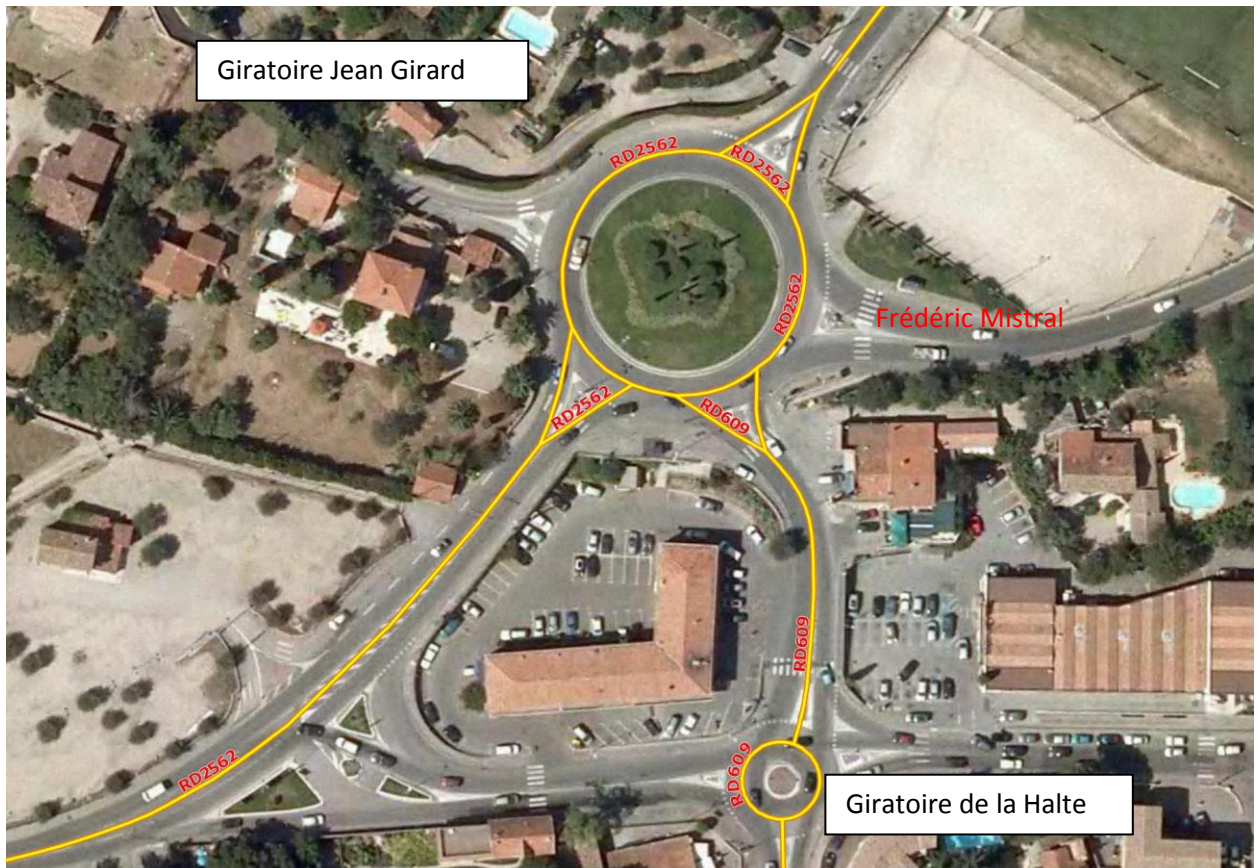 Giratoire Jean Girard
RD2562
RD2562
RD2562
Frédéric Mistral
RD2562
RD609
RD609
RD2562
RD609
Giratoire de la Halte